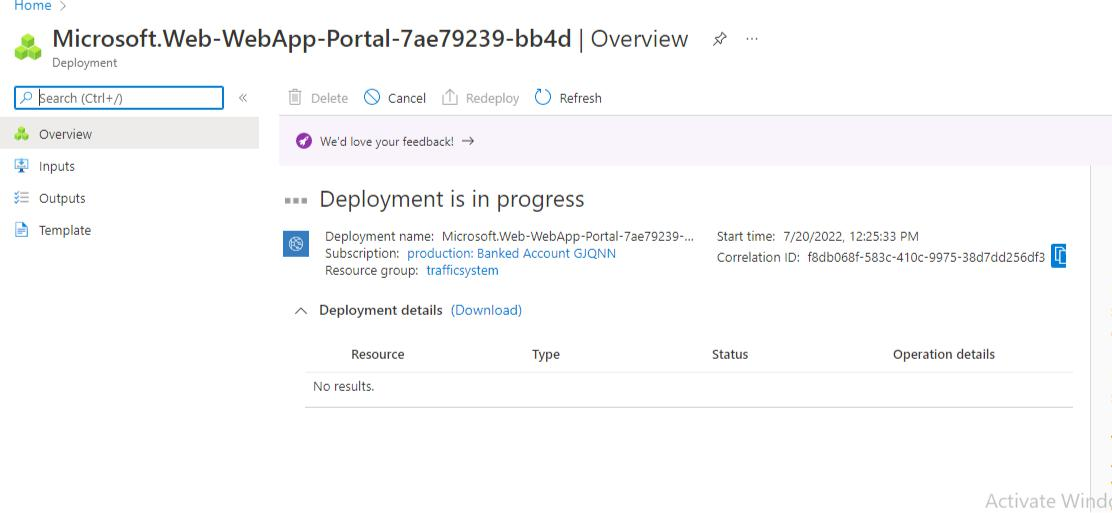 Home
Microsoft.Web-WebApp-Portal-7ae79239-bb4d | Overview
Deployment
Search (Ctrl+/)
Delete Cancel Redeploy Refresh
Overview
Inputs
Outputs
Template
We'd love your feedback! →
Deployment is in progress
Deployment name: Microsoft.Web-WebApp-Portal-7ae79239-...
Subscription: production: Banked Account GJQNN
Resource group: trafficsystem
Start time: 7/20/2022, 12:25:33 PM
Correlation ID: f8db068f-583c-410c-9975-38d7dd256df3
Deployment details (Download)
Resource Type Status Operation details
No results.
Activate Windo